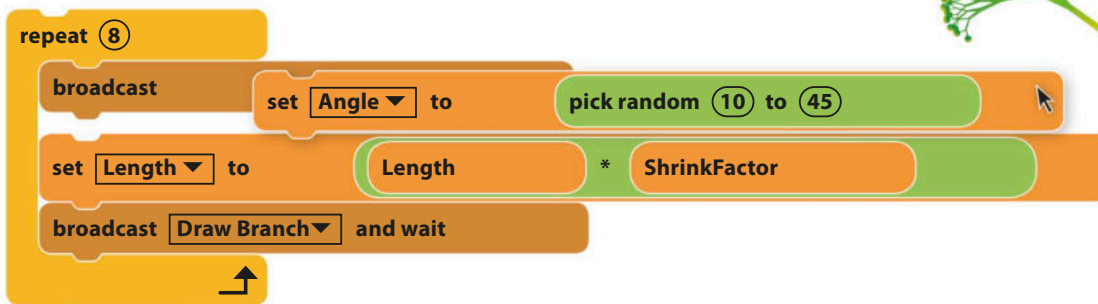 repeat 8
broadcast
set Angle to pick random 10 to 45
set Length to Length * ShrinkFactor
broadcast Draw Branch and wait